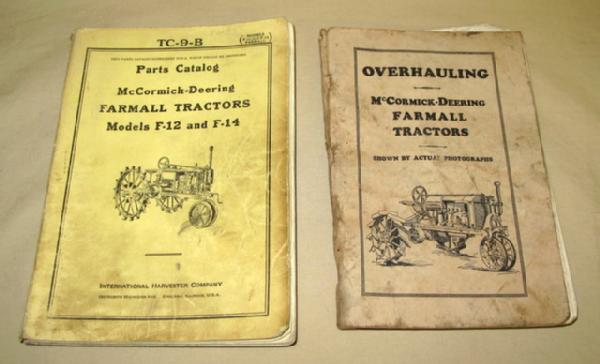 TC-9-B
Parts Catalog
McCormick-Deering
FARMALL TRACTORS
Models F-12 and F-14
INTERNATIONAL HARVESTER COMPANY
OVERHAULING
McCORMICK-DEERING
FARMALL
TRACTORS
SHOWN BY ACTUAL PHOTOGRAPHS